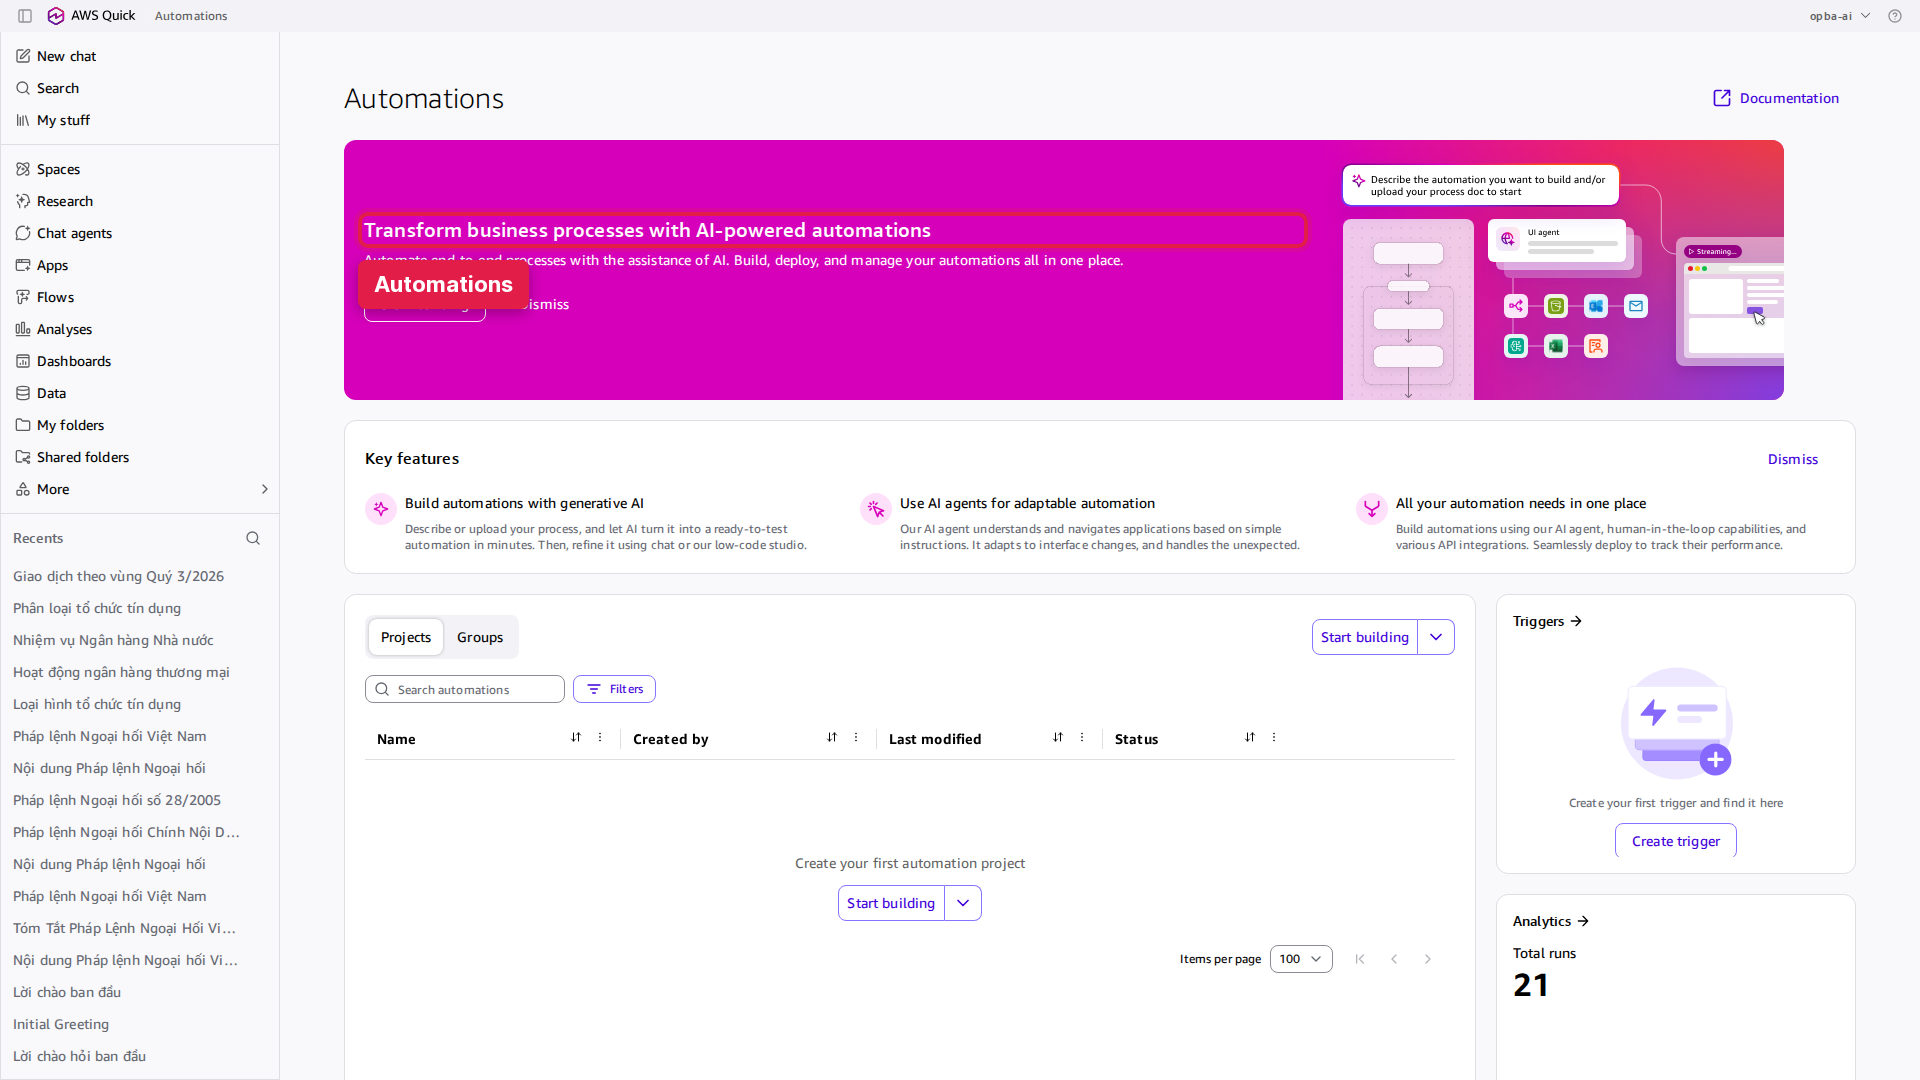 AWS Quick
Automations
opba-ai
New chat
Search
My stuff
Spaces
Research
Chat agents
Apps
Flows
Analyses
Dashboards
Data
My folders
Shared folders
More
Recents
Giao dịch theo vùng Quý 3/2026
Phân loại tổ chức tín dụng
Nhiệm vụ Ngân hàng Nhà nước
Hoạt động ngân hàng thương mại
Loại hình tổ chức tín dụng
Pháp lệnh Ngoại hối Việt Nam
Nội dung Pháp lệnh Ngoại hối
Pháp lệnh Ngoại hối số 28/2005
Pháp lệnh Ngoại hối Chính Nội D...
Nội dung Pháp lệnh Ngoại hối
Pháp lệnh Ngoại hối Việt Nam
Tóm Tắt Pháp Lệnh Ngoại Hối Vi...
Nội dung Pháp lệnh Ngoại hối Vi...
Lời chào ban đầu
Initial Greeting
Lời chào hỏi ban đầu
Automations
Documentation
Transform business processes with AI-powered automations
Automate end-to-end processes with the assistance of AI. Build, deploy, and manage your automations all in one place.
Automations
Describe the automation you want to build and/or
upload your process doc to start
UI agent
Streaming...
Key features
Dismiss
Build automations with generative AI
Describe or upload your process, and let AI turn it into a ready-to-test
automation in minutes. Then, refine it using chat or our low-code studio.
Use AI agents for adaptable automation
Our AI agent understands and navigates applications based on simple
instructions. It adapts to interface changes, and handles the unexpected.
All your automation needs in one place
Build automations using our AI agent, human-in-the-loop capabilities, and
various API integrations. Seamlessly deploy to track their performance.
Projects
Groups
Start building
Search automations
Filters
Name
Created by
Last modified
Status
Create your first automation project
Start building
Items per page
100
Triggers
Create your first trigger and find it here
Create trigger
Analytics
Total runs
21